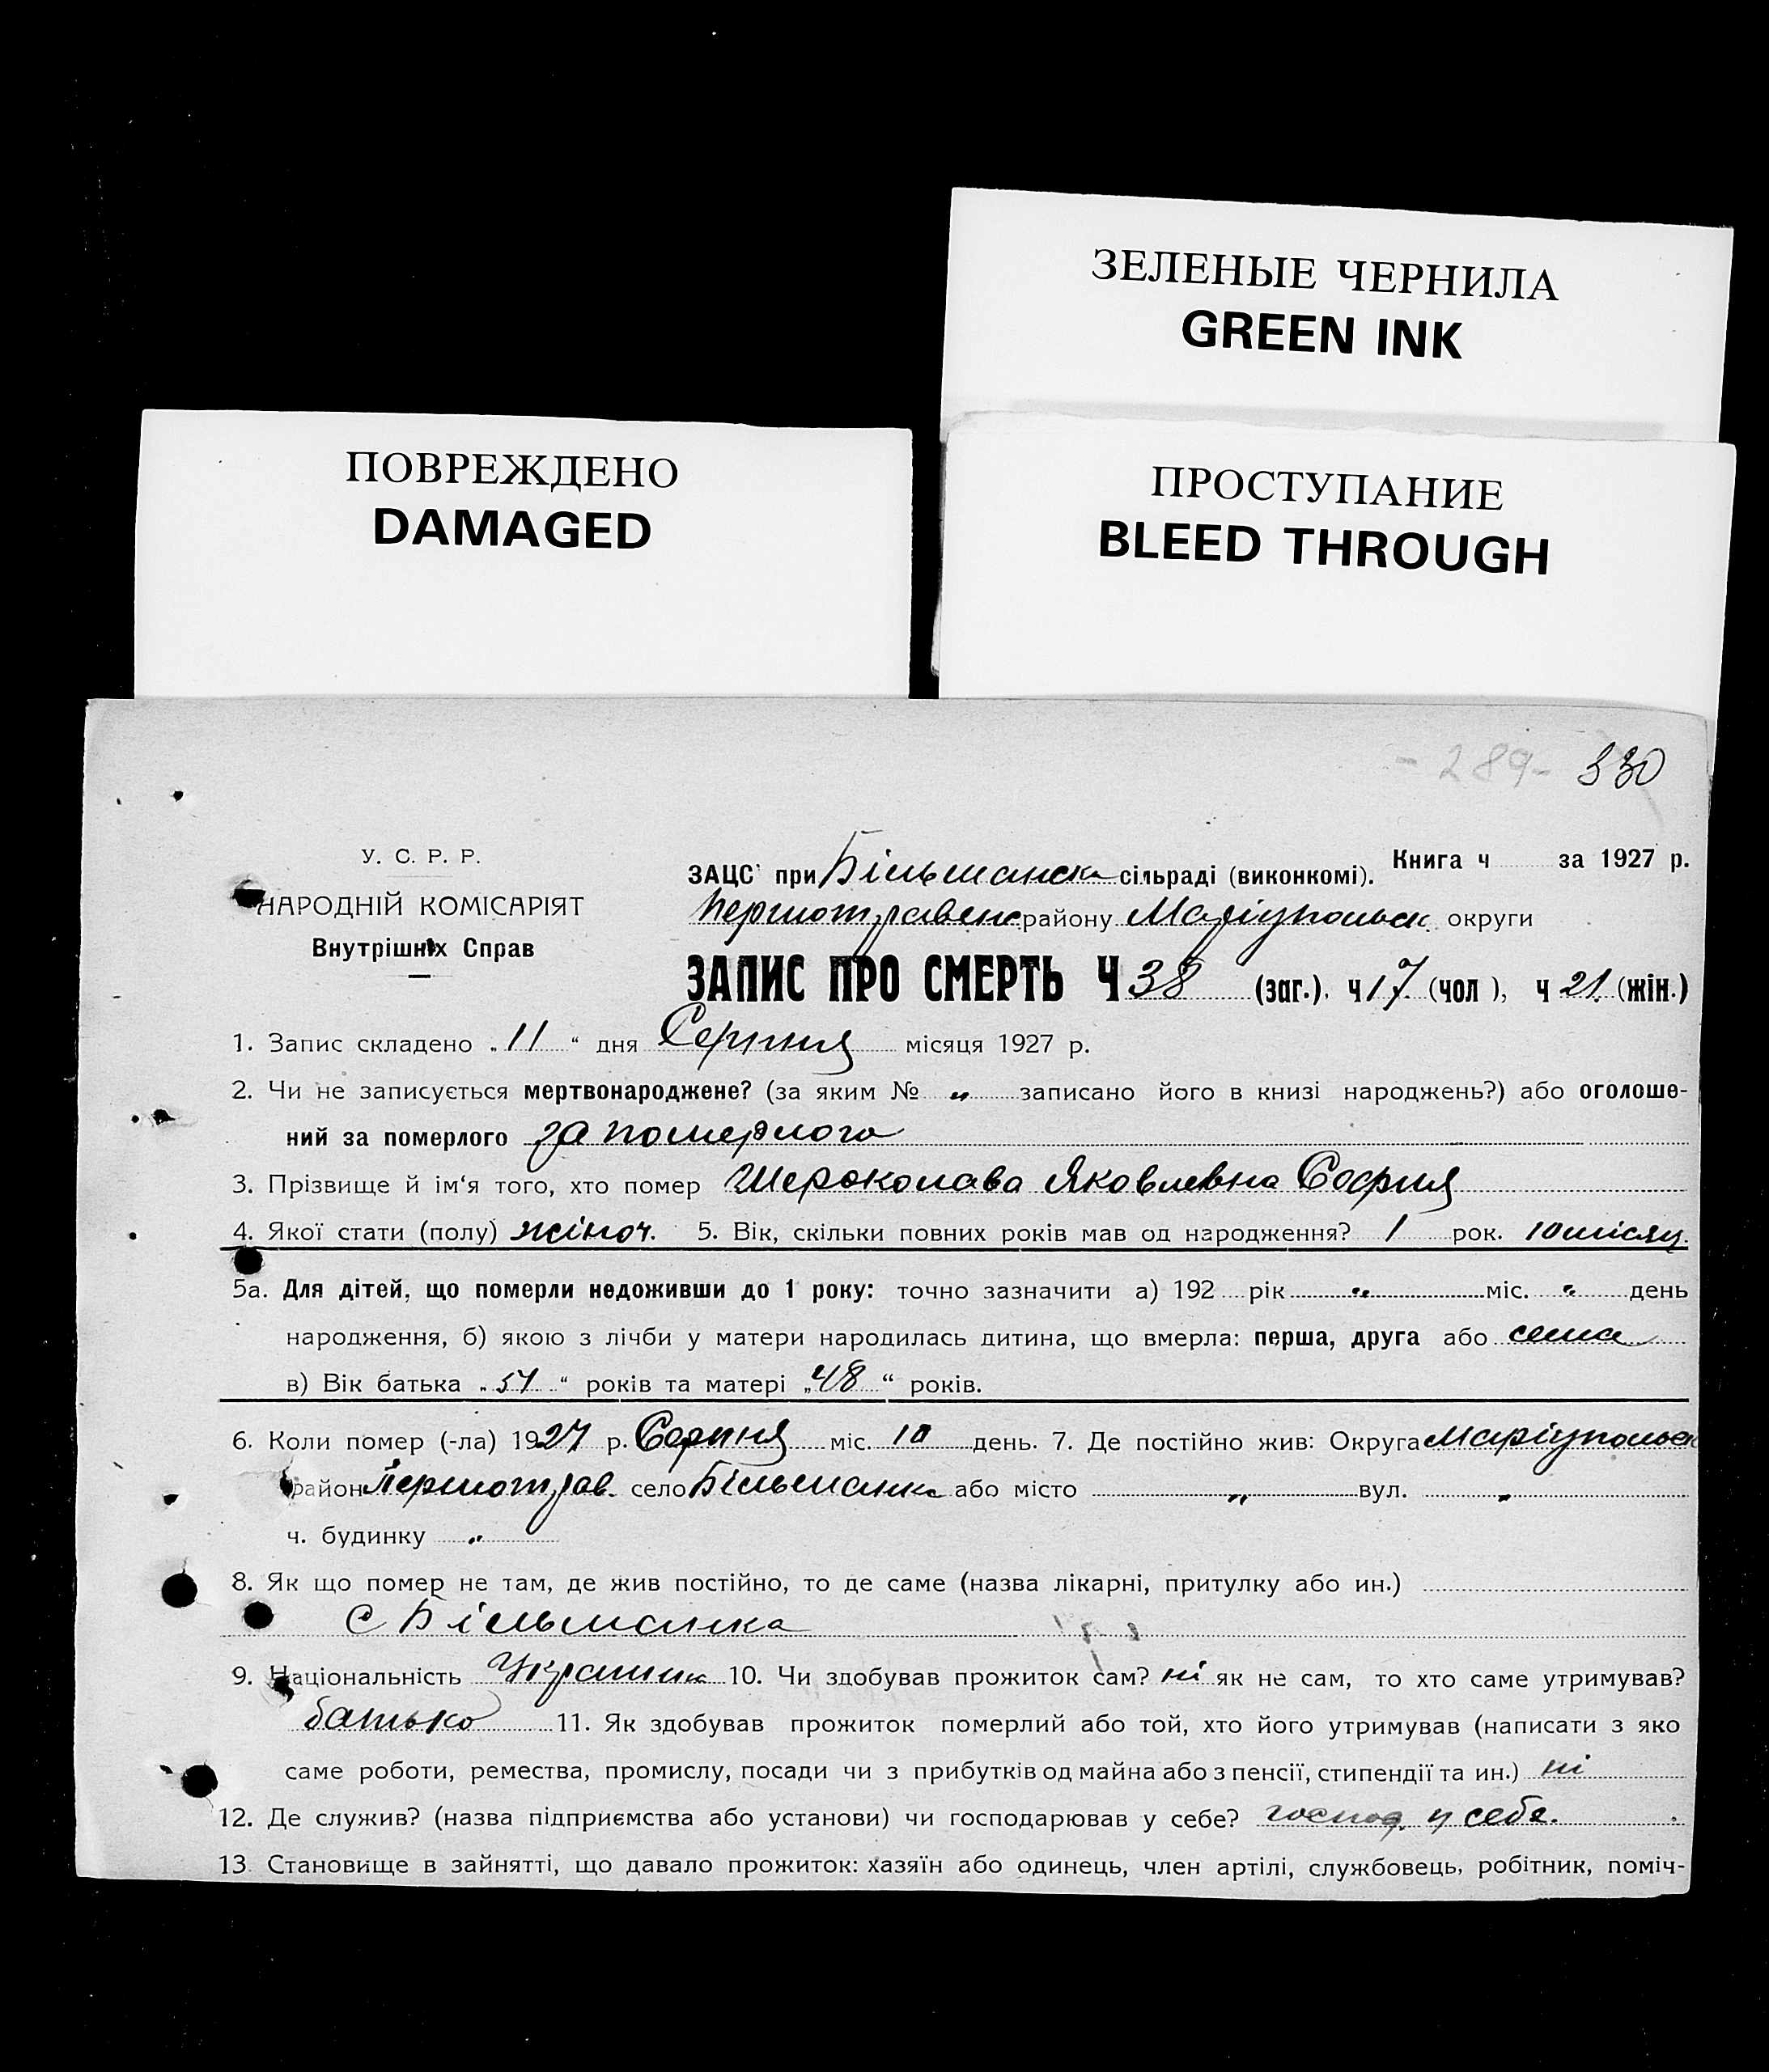 ЗЕЛЕНЫЕ ЧЕРНИЛА
GREEN INK
ПОВРЕЖДЕНО
DAMAGED
ПРОСТУПАНИЕ
BLEED THROUGH
- 289 - 330
У. С. Р. Р.
НАРОДНІЙ КОМІСАРІЯТ
Внутрішніх Справ
ЗАЦС при Більманск сільраді (виконкомі). Книга ч за 1927 р.
Першотравенс району Маріупольск. округи
ЗАПИС ПРО СМЕРТЬ Ч 38 (заг.), ч 17 (чол), ч 21. (жін.)
1. Запис складено „ 11 “ дня Серпня місяця 1927 р.
2. Чи не записується мертвонароджене? (за яким № „ записано його в книзі народжень?) або оголоше-
ний за померлого за померлого
3. Прізвище й ім‘я того, хто помер Яковлевна София
4. Якої стати (полу) жіноч. 5. Вік, скільки повних років мав од народження? 1 рок. 10 місяц.
5а. Для дітей, що померли недоживши до 1 року: точно зазначити а) 192 рік „ міс. „ день
народження, б) якою з лічби у матери народилась дитина, що вмерла: перша, друга або
в) Вік батька „ 51 “ років та матері „ 48 “ років.
6. Коли помер (-ла) 1927 р. Серпня міс. 10 день. 7. Де постійно жив: Округа Маріупольск
район Першотрав. село Більманка або місто „ вул. „
ч. будинку „
8. Як що помер не там, де жив постійно, то де саме (назва лікарні, притулку або ин.)
с Більманка
9. Національність 10. Чи здобував прожиток сам? ні як не сам, то хто саме утримував?
батько 11. Як здобував прожиток померлий або той, хто його утримував (написати з яко
саме роботи, ремества, промислу, посади чи з прибутків од майна або з пенсії, стипендії та ин.) ні
12. Де служив? (назва підприємства або установи) чи господарював у себе? господ. у себе.
13. Становище в зайнятті, що давало прожиток: хазяїн або одинець, член артілі, службовець, робітник, поміч-